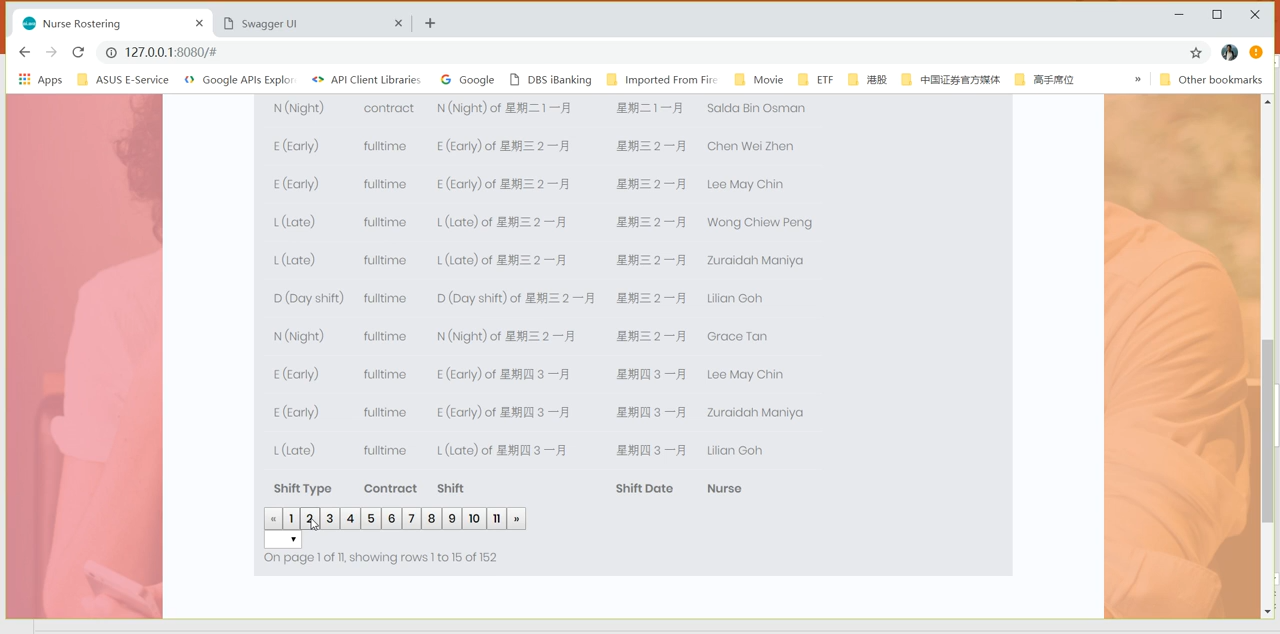 Nurse Rostering
Swagger UI
127.0.0.1:8080/#
Apps ASUS E-Service Google APIs Explor API Client Libraries Google DBS iBanking Imported From Fire Movie ETF 港股 中国证券官方媒体 高手席位 » Other bookmarks
N (Night) contract N (Night) of 星期二 1 一月 星期二 1 一月 Salda Bin Osman
E (Early) fulltime E (Early) of 星期三 2 一月 星期三 2 一月 Chen Wei Zhen
E (Early) fulltime E (Early) of 星期三 2 一月 星期三 2 一月 Lee May Chin
L (Late) fulltime L (Late) of 星期三 2 一月 星期三 2 一月 Wong Chiew Peng
L (Late) fulltime L (Late) of 星期三 2 一月 星期三 2 一月 Zuraidah Maniya
D (Day shift) fulltime D (Day shift) of 星期三 2 一月 星期三 2 一月 Lilian Goh
N (Night) fulltime N (Night) of 星期三 2 一月 星期三 2 一月 Grace Tan
E (Early) fulltime E (Early) of 星期四 3 一月 星期四 3 一月 Lee May Chin
E (Early) fulltime E (Early) of 星期四 3 一月 星期四 3 一月 Zuraidah Maniya
L (Late) fulltime L (Late) of 星期四 3 一月 星期四 3 一月 Lilian Goh
Shift Type Contract Shift Shift Date Nurse
« 1 2 3 4 5 6 7 8 9 10 11 »
On page 1 of 11, showing rows 1 to 15 of 152